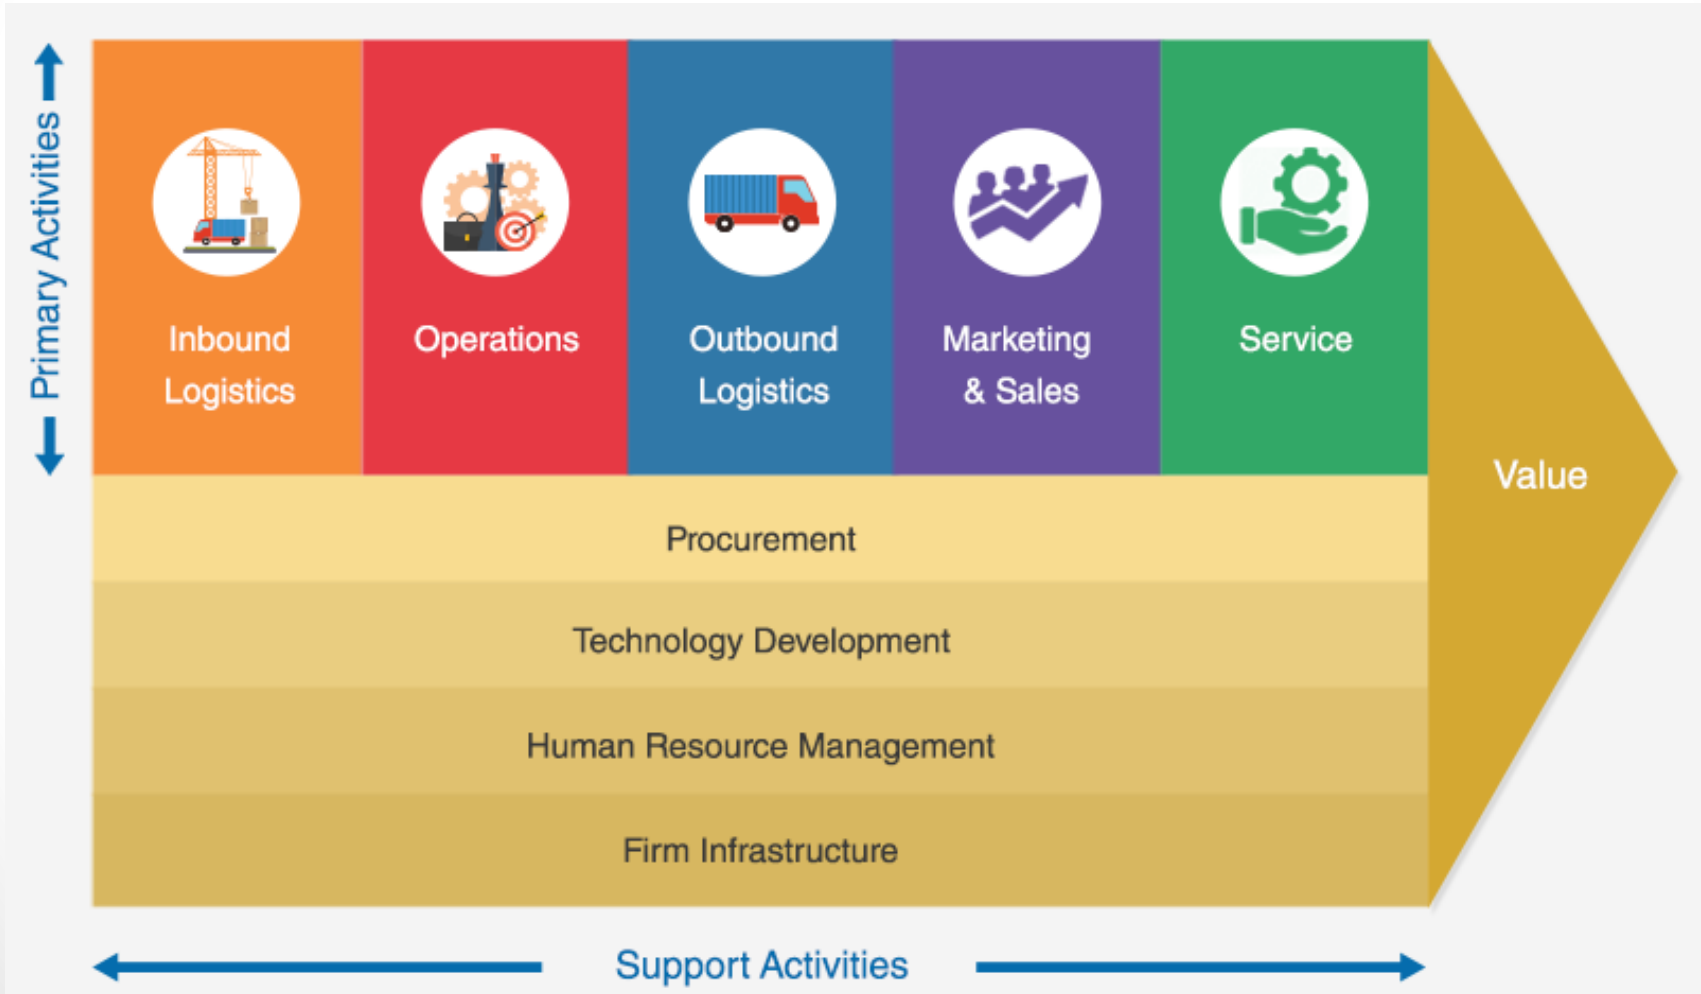 Primary Activities
Inbound
Logistics
Operations
Outbound
Logistics
Marketing
& Sales
Service
Value
Procurement
Technology Development
Human Resource Management
Firm Infrastructure
Support Activities